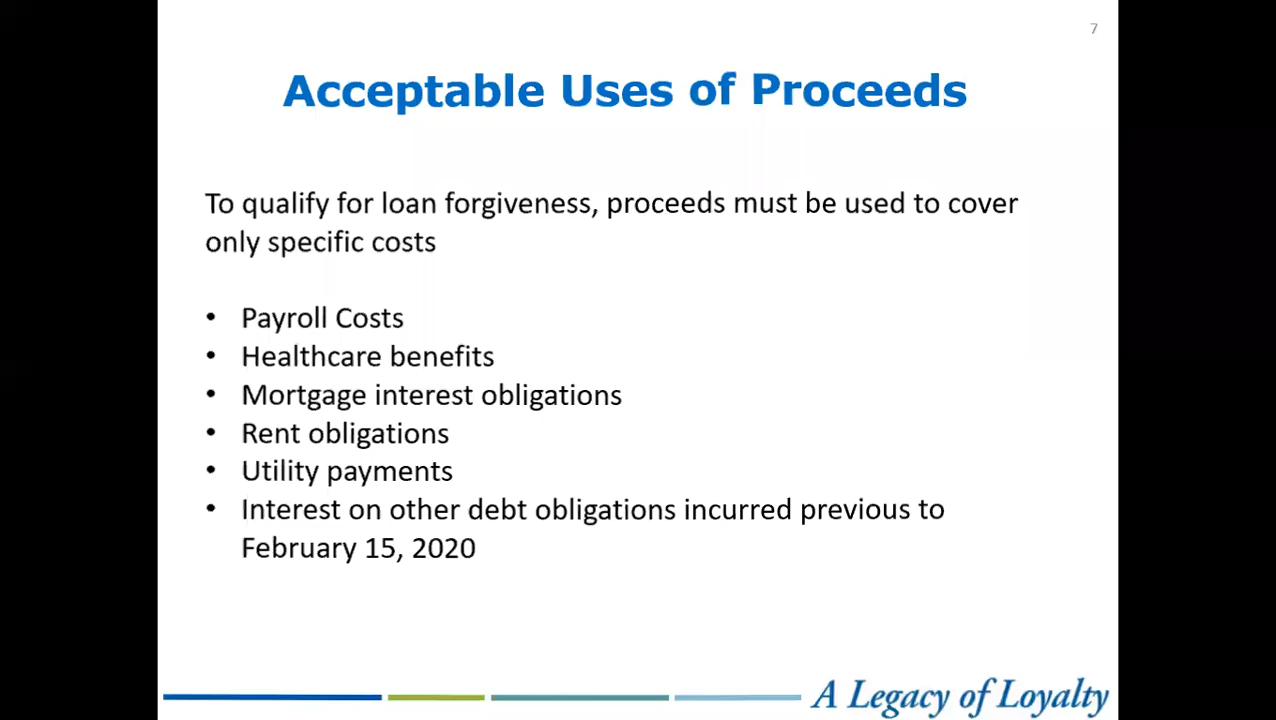 7
Acceptable Uses of Proceeds
To qualify for loan forgiveness, proceeds must be used to cover
only specific costs
• Payroll Costs
• Healthcare benefits
• Mortgage interest obligations
• Rent obligations
• Utility payments
• Interest on other debt obligations incurred previous to
February 15, 2020
A Legacy of Loyalty